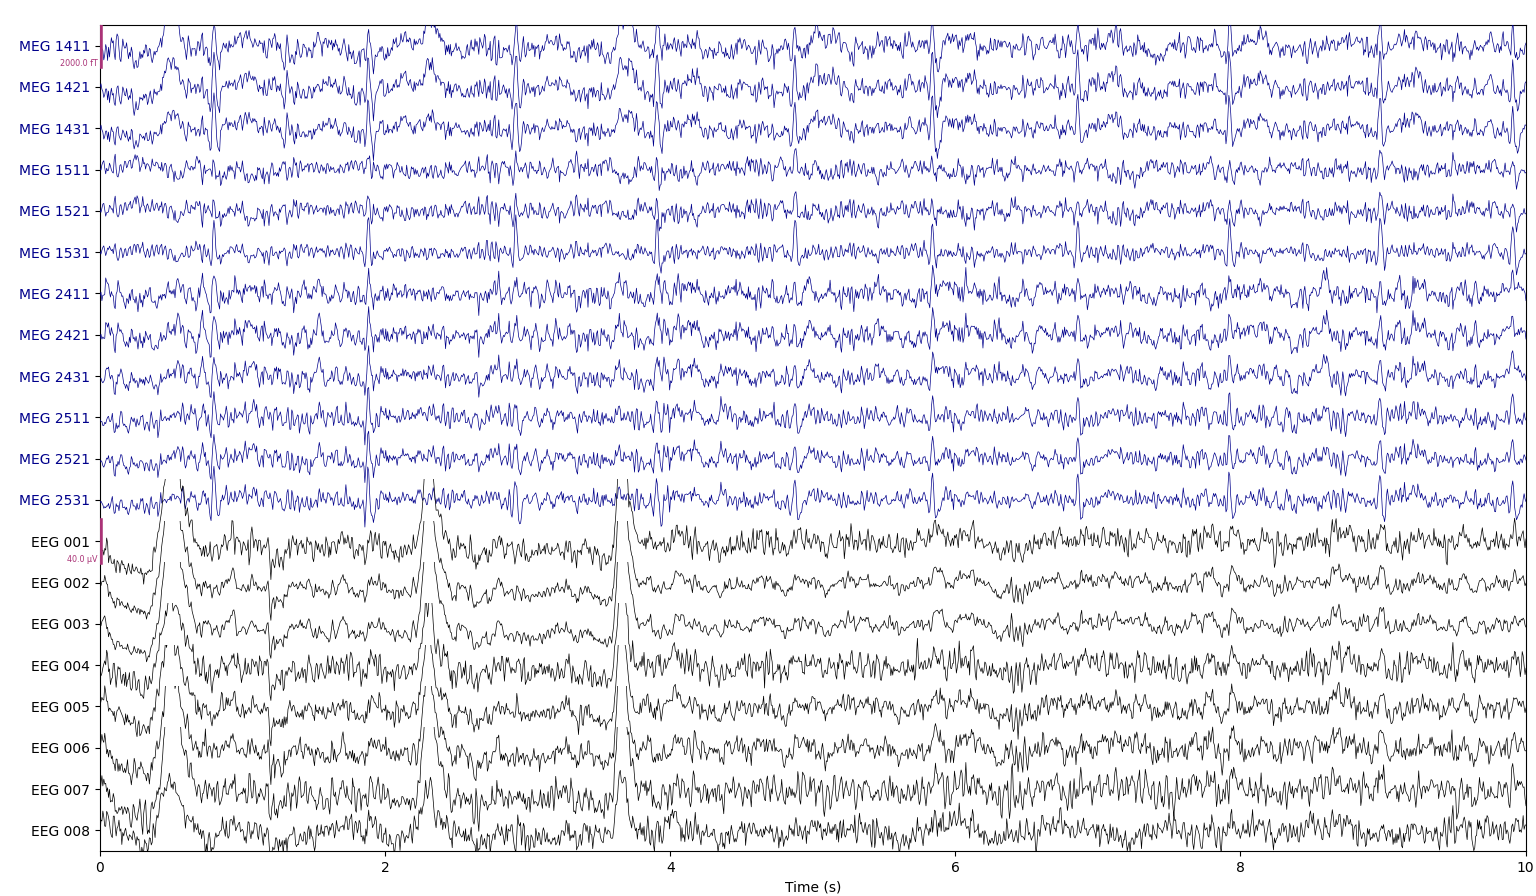 MEG 1411
2000.0 fT
MEG 1421
MEG 1431
MEG 1511
MEG 1521
MEG 1531
MEG 2411
MEG 2421
MEG 2431
MEG 2511
MEG 2521
MEG 2531
EEG 001
40.0 µV
EEG 002
EEG 003
EEG 004
EEG 005
EEG 006
EEG 007
EEG 008
0 2 4 6 8 10
Time (s)